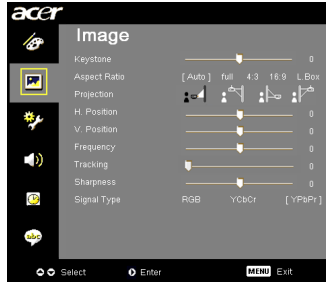 acer
Image
Keystone 0
Aspect Ratio [ Auto ] full 4:3 16:9 L.Box
Projection
H. Position 0
V. Position 0
Frequency 0
Tracking 0
Sharpness 0
Signal Type RGB YCbCr [ YPbPr ]
abc
Select Enter MENU Exit